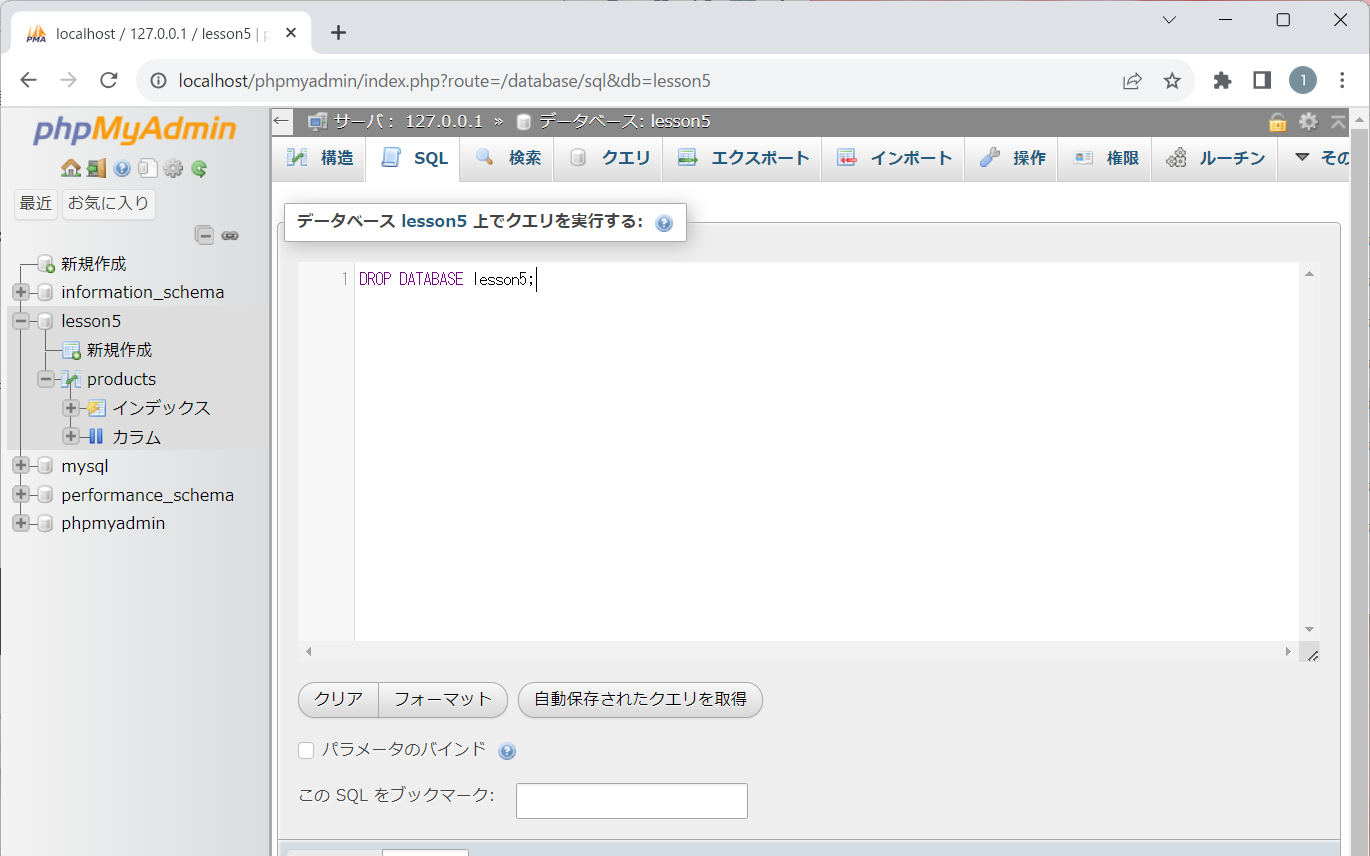 localhost / 127.0.0.1 / lesson5 | p
localhost/phpmyadmin/index.php?route=/database/sql&db=lesson5
1
phpMyAdmin
最近 お気に入り
新規作成
information_schema
lesson5
新規作成
products
インデックス
カラム
mysql
performance_schema
phpmyadmin
サーバ: 127.0.0.1 » データベース: lesson5
構造 SQL 検索 クエリ エクスポート インポート 操作 権限 ルーチン その
データベース lesson5 上でクエリを実行する:
1 DROP DATABASE lesson5;
クリア フォーマット 自動保存されたクエリを取得
パラメータのバインド
この SQL をブックマーク: